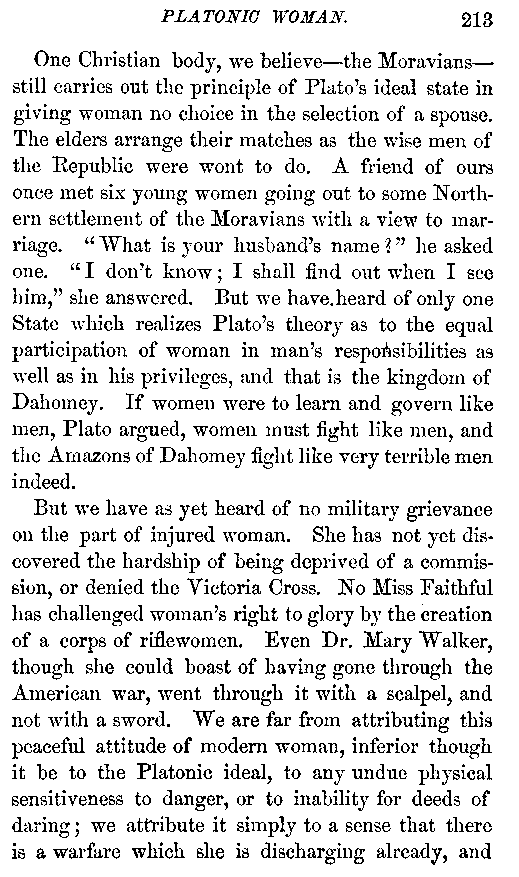 PLATONIC WOMAN. 213
One Christian body, we believe—the Moravians—
still carries out the principle of Plato's ideal state in
giving woman no choice in the selection of a spouse.
The elders arrange their matches as the wise men of
the Republic were wont to do. A friend of ours
once met six young women going out to some North-
ern settlement of the Moravians with a view to mar-
riage. "What is your husband's name?" he asked
one. "I don't know; I shall find out when I see
him," she answered. But we have heard of only one
State which realizes Plato's theory as to the equal
participation of woman in man's responsibilities as
well as in his privileges, and that is the kingdom of
Dahomey. If women were to learn and govern like
men, Plato argued, women must fight like men, and
the Amazons of Dahomey fight like very terrible men
indeed.
But we have as yet heard of no military grievance
on the part of injured woman. She has not yet dis-
covered the hardship of being deprived of a commis-
sion, or denied the Victoria Cross. No Miss Faithful
has challenged woman's right to glory by the creation
of a corps of riflewomen. Even Dr. Mary Walker,
though she could boast of having gone through the
American war, went through it with a scalpel, and
not with a sword. We are far from attributing this
peaceful attitude of modern woman, inferior though
it be to the Platonic ideal, to any undue physical
sensitiveness to danger, or to inability for deeds of
daring; we attribute it simply to a sense that there
is a warfare which she is discharging already, and